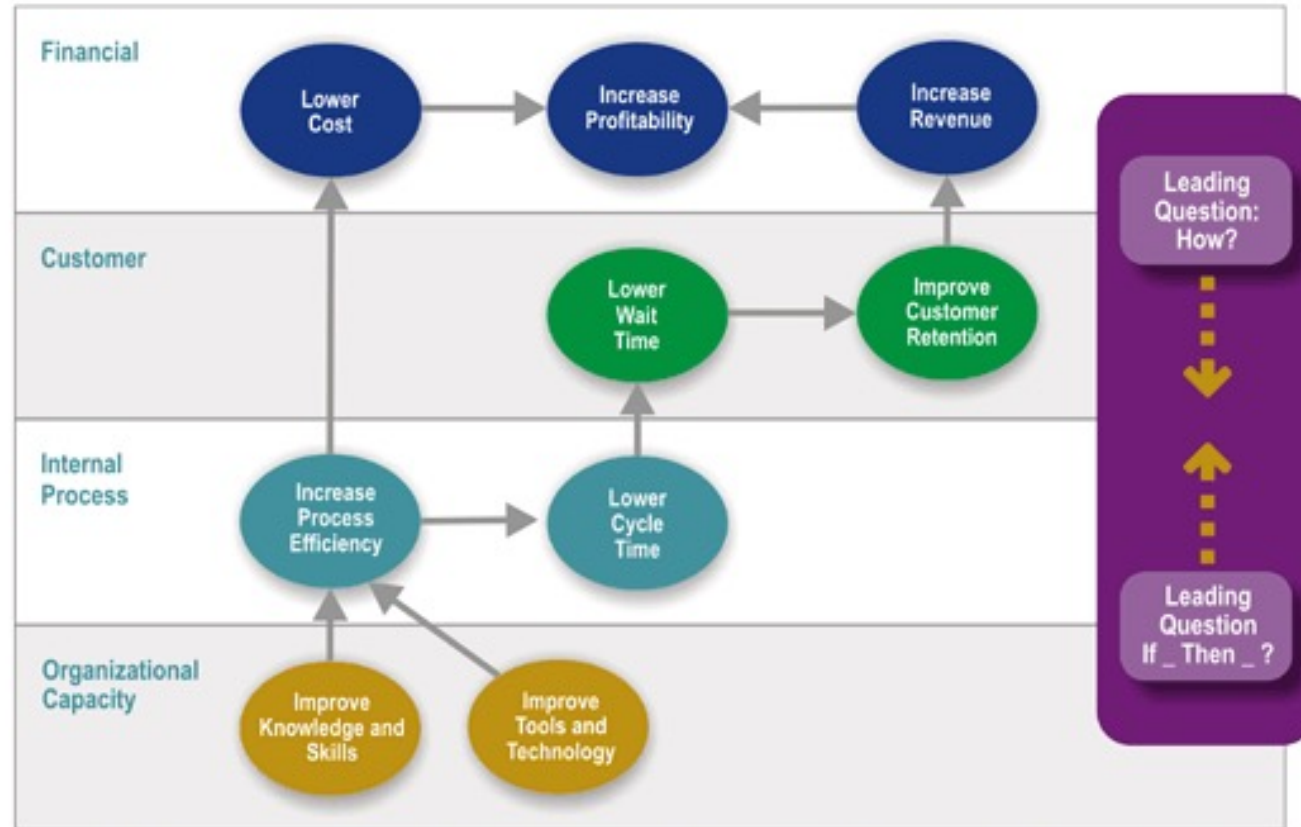 Financial
Lower
Cost
Increase
Profitability
Increase
Revenue
Customer
Lower
Wait
Time
Improve
Customer
Retention
Internal
Process
Increase
Process
Efficiency
Lower
Cycle
Time
Organizational
Capacity
Improve
Knowledge and
Skills
Improve
Tools and
Technology
Leading
Question:
How?
Leading
Question
If _ Then _ ?